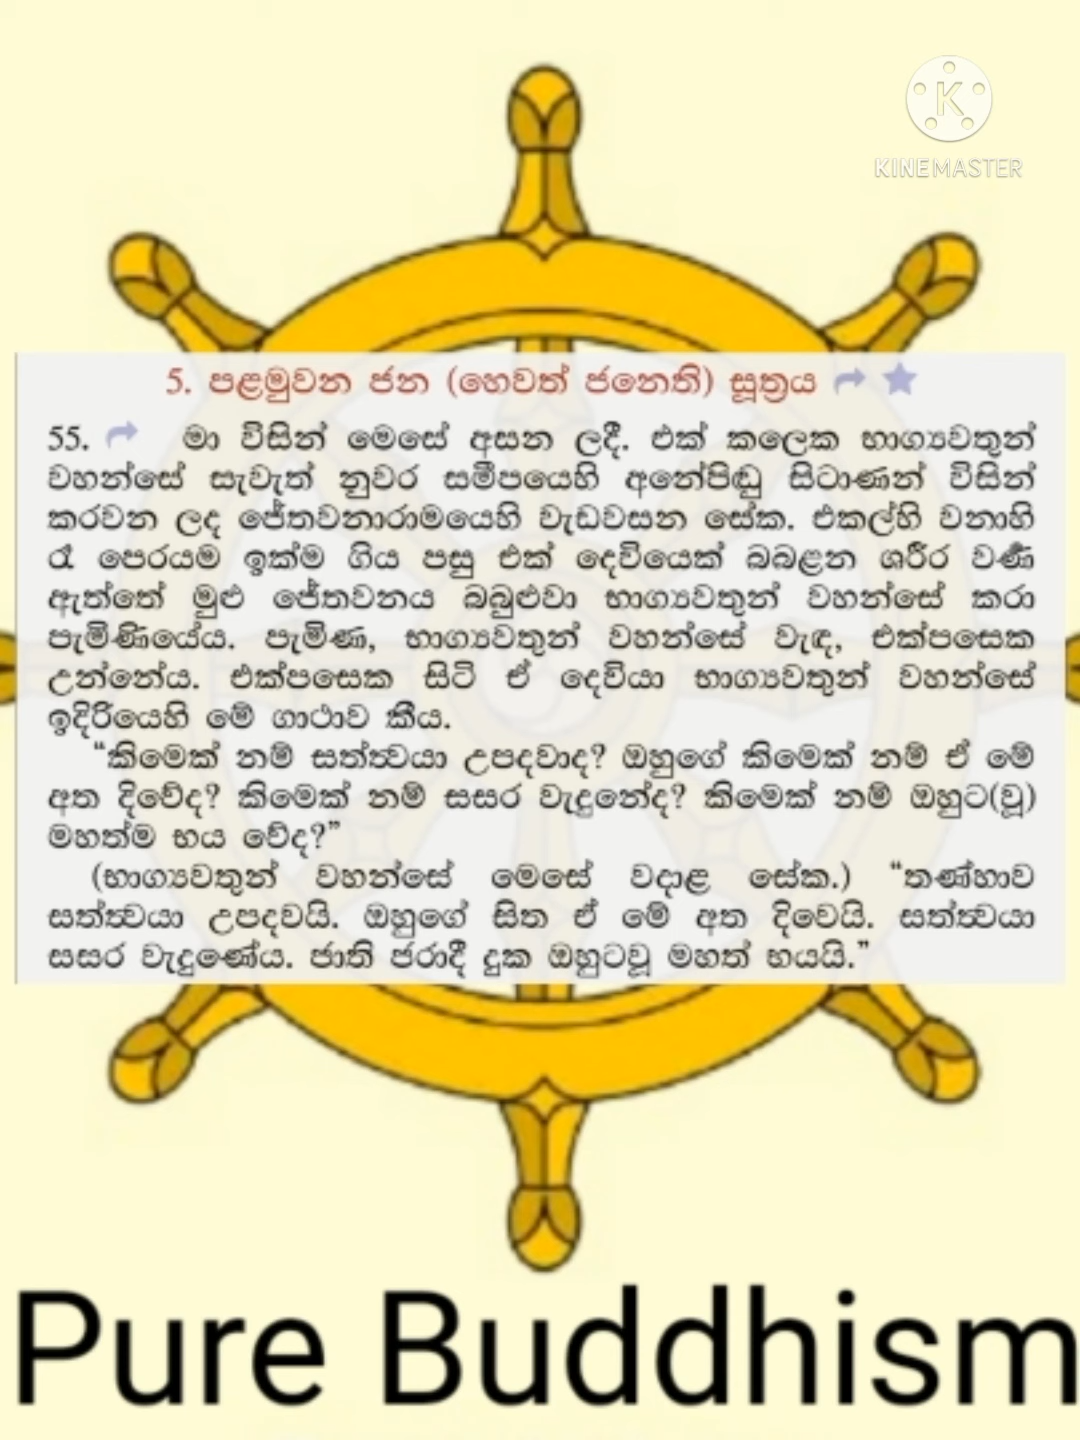 KINEMASTER
5. පළමුවන ජන (හෙවත් ජනෙති) සූත්‍රය
55. මා විසින් මෙසේ අසන ලදී. එක් කලෙක භාග්‍යවතුන්
වහන්සේ සැවැත් නුවර සමීපයෙහි අනේපිඬු සිටාණන් විසින්
කරවන ලද ජේතවනාරාමයෙහි වැඩවසන සේක. එකල්හි වනාහි
රෑ පෙරයම ඉක්ම ගිය පසු එක් දෙවියෙක් බබළන ශරීර වර්‍ණ
ඇත්තේ මුළු ජේතවනය බබුළුවා භාග්‍යවතුන් වහන්සේ කරා
පැමිණියේය. පැමිණ, භාග්‍යවතුන් වහන්සේ වැඳ, එක්පසෙක
උන්නේය. එක්පසෙක සිටි ඒ දෙවියා භාග්‍යවතුන් වහන්සේ
ඉදිරියෙහි මේ ගාථාව කීය.
“කිමෙක් නම් සත්ත්‍වයා උපදවාද? ඔහුගේ කිමෙක් නම් ඒ මේ
අත දිවේද? කිමෙක් නම් සසර වැදුනේද? කිමෙක් නම් ඔහුට(වූ)
මහත්ම භය වේද?”
(භාග්‍යවතුන් වහන්සේ මෙසේ වදාළ සේක.) “තණ්හාව
සත්ත්‍වයා උපදවයි. ඔහුගේ සිත ඒ මේ අත දිවෙයි. සත්ත්‍වයා
සසර වැදුණේය. ජාති ජරාදී දුක ඔහුටවූ මහත් භයයි.”
Pure Buddhism